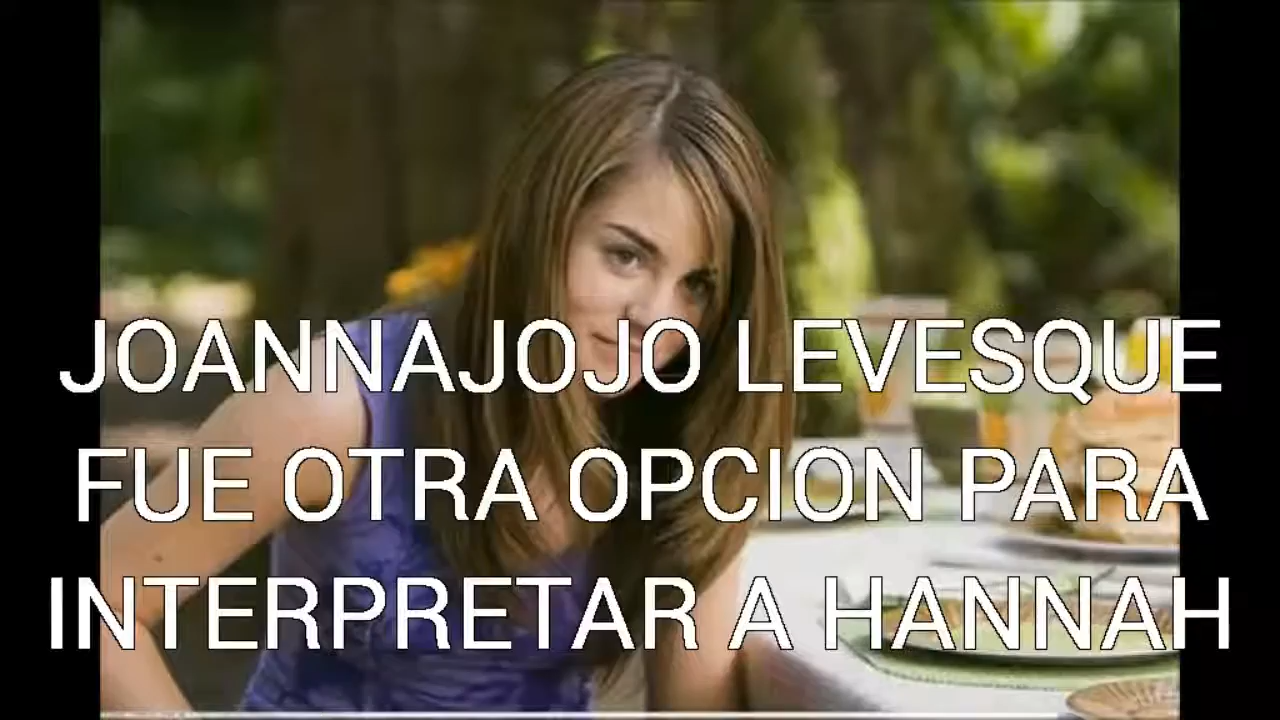 JOANNAJOJO LEVESQUE
FUE OTRA OPCION PARA
INTERPRETAR A HANNAH